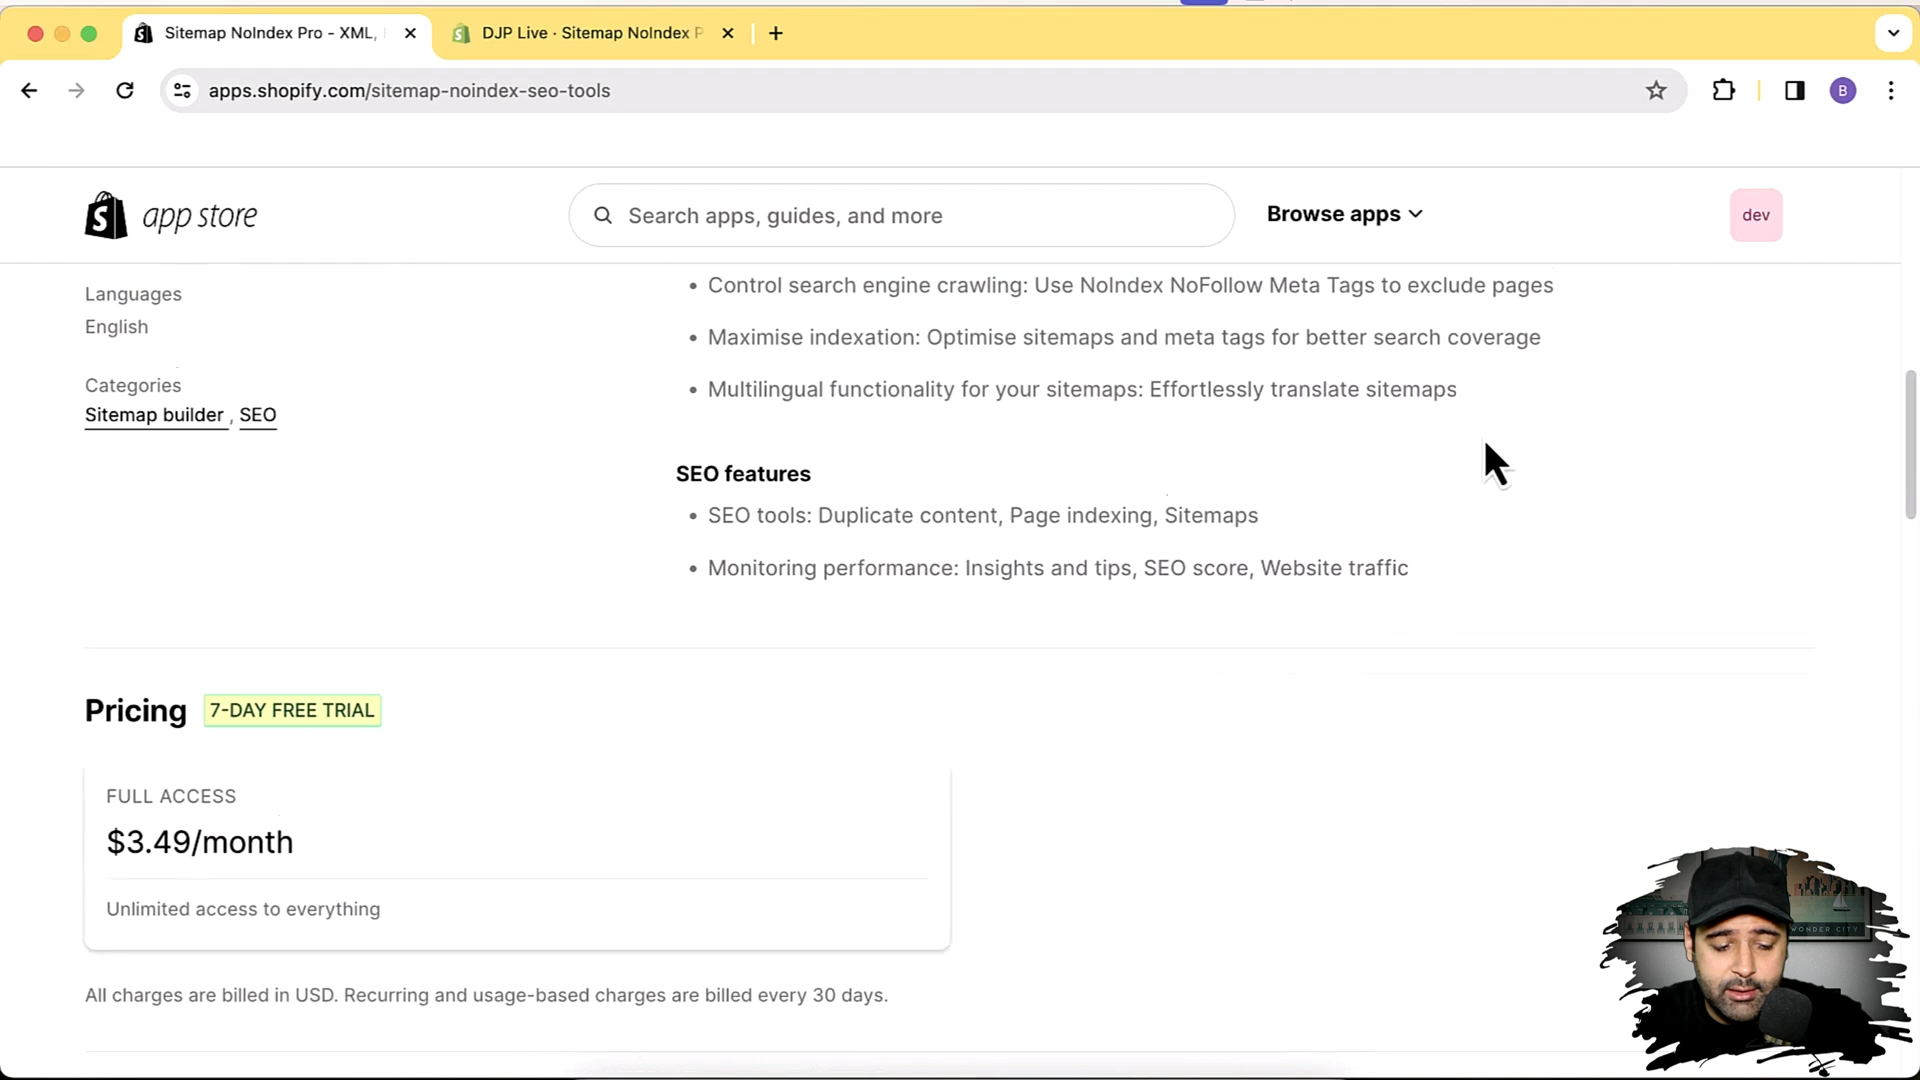 Sitemap NoIndex Pro - XML,
DJP Live · Sitemap NoIndex P
apps.shopify.com/sitemap-noindex-seo-tools
B
app store
Search apps, guides, and more
Browse apps
dev
Languages
English
Categories
Sitemap builder , SEO
• Control search engine crawling: Use NoIndex NoFollow Meta Tags to exclude pages
• Maximise indexation: Optimise sitemaps and meta tags for better search coverage
• Multilingual functionality for your sitemaps: Effortlessly translate sitemaps
SEO features
• SEO tools: Duplicate content, Page indexing, Sitemaps
• Monitoring performance: Insights and tips, SEO score, Website traffic
Pricing
7-DAY FREE TRIAL
FULL ACCESS
$3.49/month
Unlimited access to everything
All charges are billed in USD. Recurring and usage-based charges are billed every 30 days.
WONDER CITY